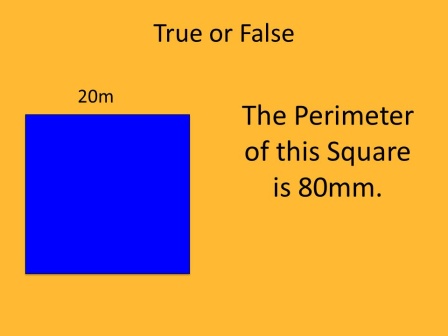 True or False
20m
The Perimeter
of this Square
is 80mm.